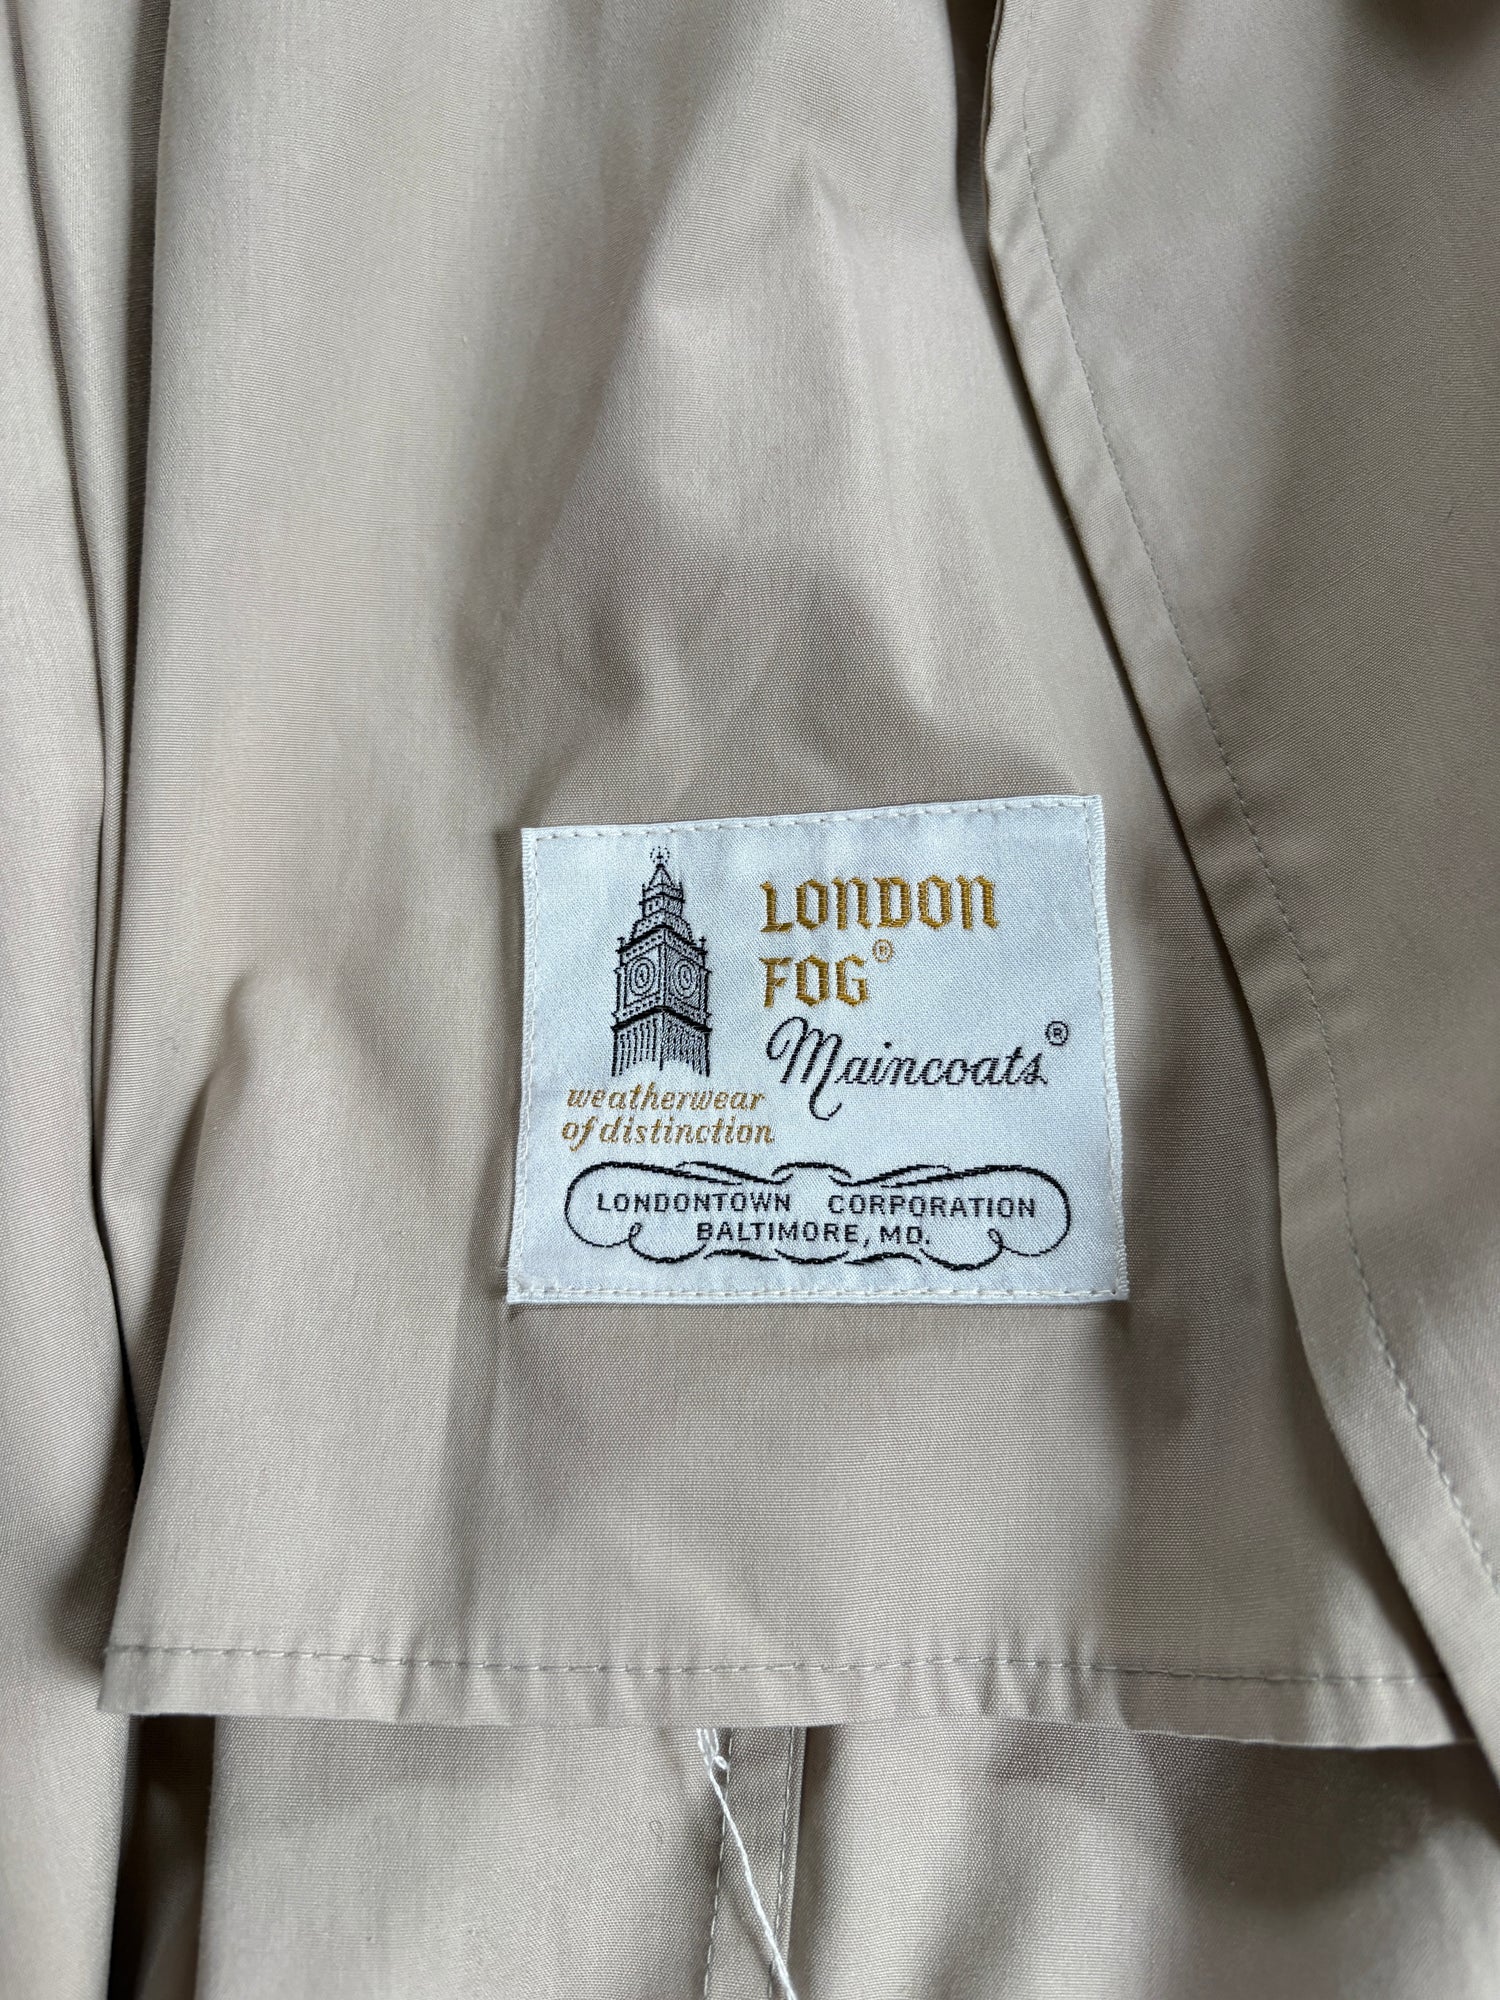 LONDON
FOG®
Maincoats®
weatherwear
of distinction
LONDONTOWN CORPORATION
BALTIMORE, MD.